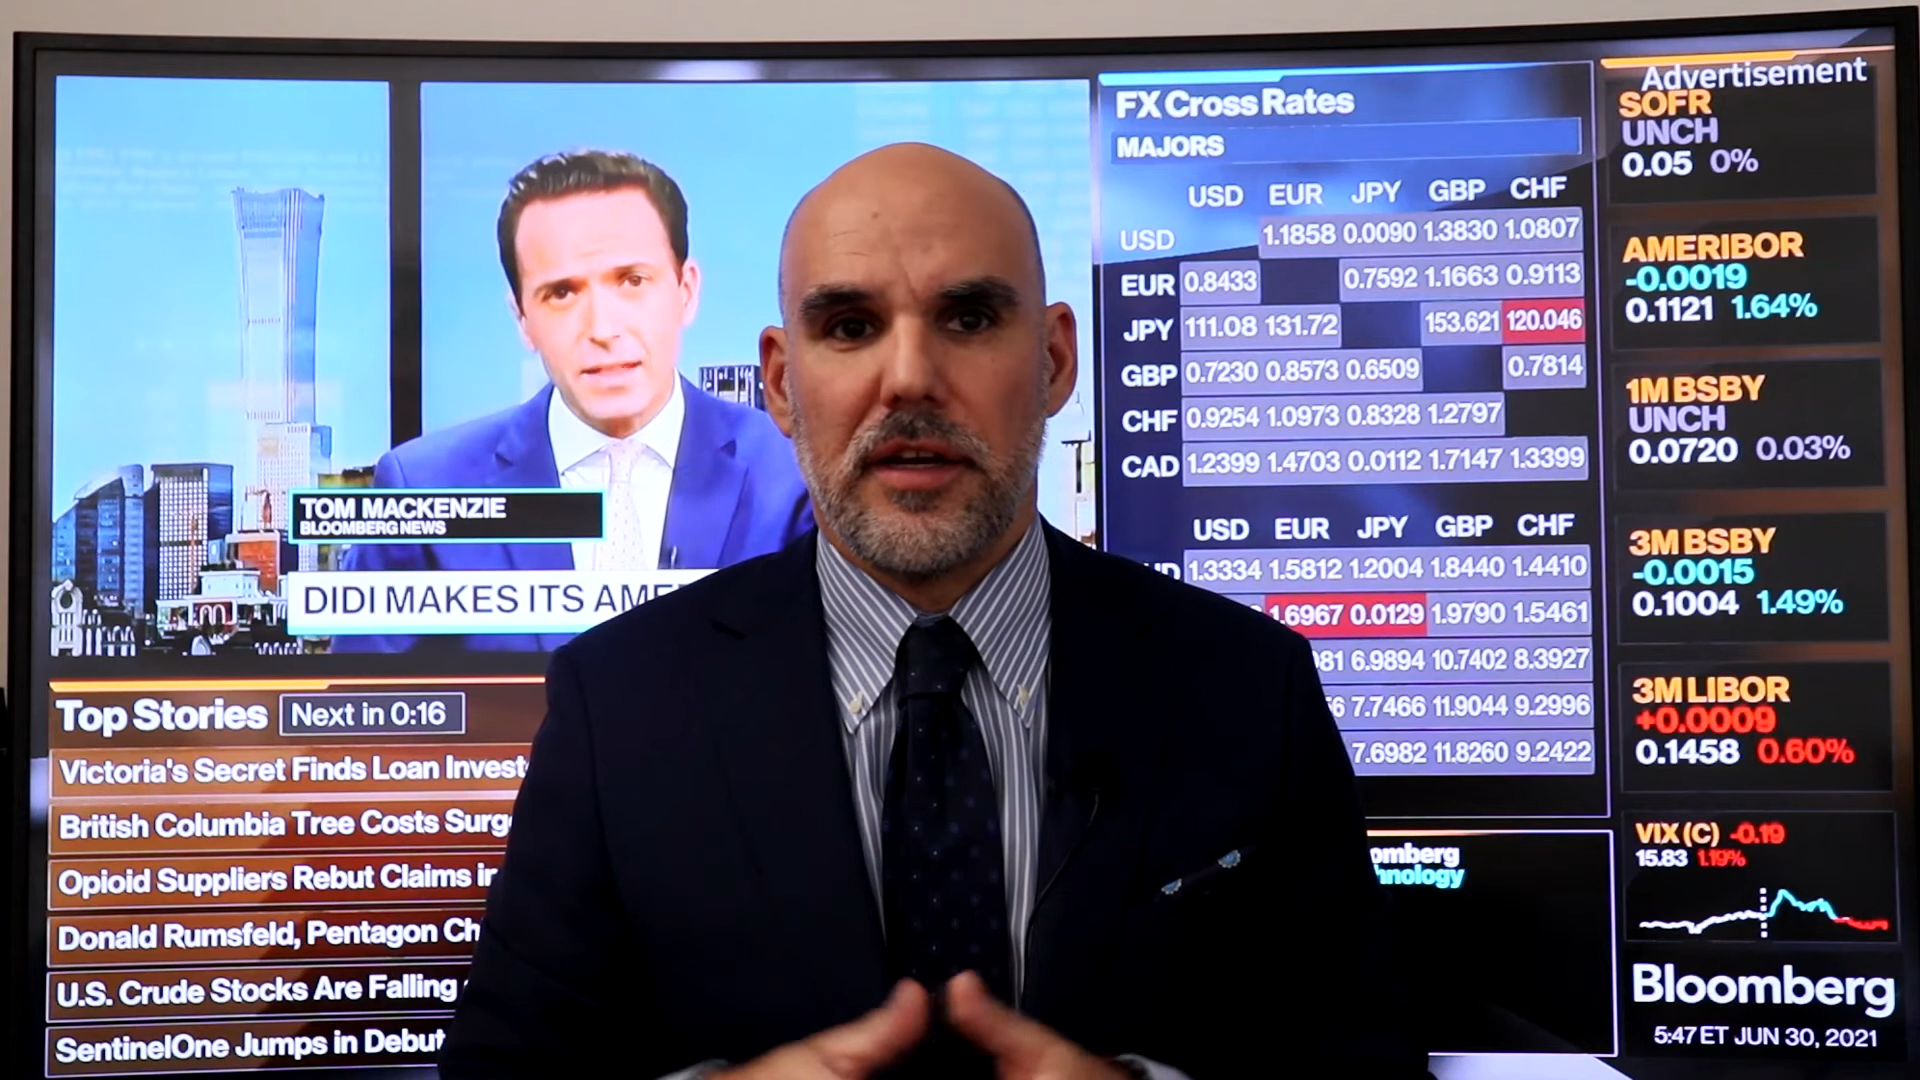 TOM MACKENZIE
BLOOMBERG NEWS
DIDI MAKES ITS
Top Stories Next in 0:16
Victoria's Secret Finds Loan
British Columbia Tree Costs
Opioid Suppliers Rebut Claims
Donald Rumsfeld, Pentagon
U.S. Crude Stocks Are Falling
SentinelOne Jumps in Debut
FX Cross Rates
MAJORS
USD EUR JPY GBP CHF
USD 1.1858 0.0090 1.3830 1.0807
EUR 0.8433 0.7592 1.1663 0.9113
JPY 111.08 131.72 153.621 120.046
GBP 0.7230 0.8573 0.6509 0.7814
CHF 0.9254 1.0973 0.8328 1.2797
CAD 1.2399 1.4703 0.0112 1.7147 1.3399
USD EUR JPY GBP CHF
1.3334 1.5812 1.2004 1.8440 1.4410
1.6967 0.0129 1.9790 1.5461
6.9894 10.7402 8.3927
7.7466 11.9044 9.2996
7.6982 11.8260 9.2422
Advertisement
SOFR
UNCH
0.05 0%
AMERIBOR
-0.0019
0.1121 1.64%
1M BSBY
UNCH
0.0720 0.03%
3M BSBY
-0.0015
0.1004 1.49%
3M LIBOR
+0.0009
0.1458 0.60%
VIX (C) -0.19
15.83 1.19%
Bloomberg
5:47 ET JUN 30, 2021